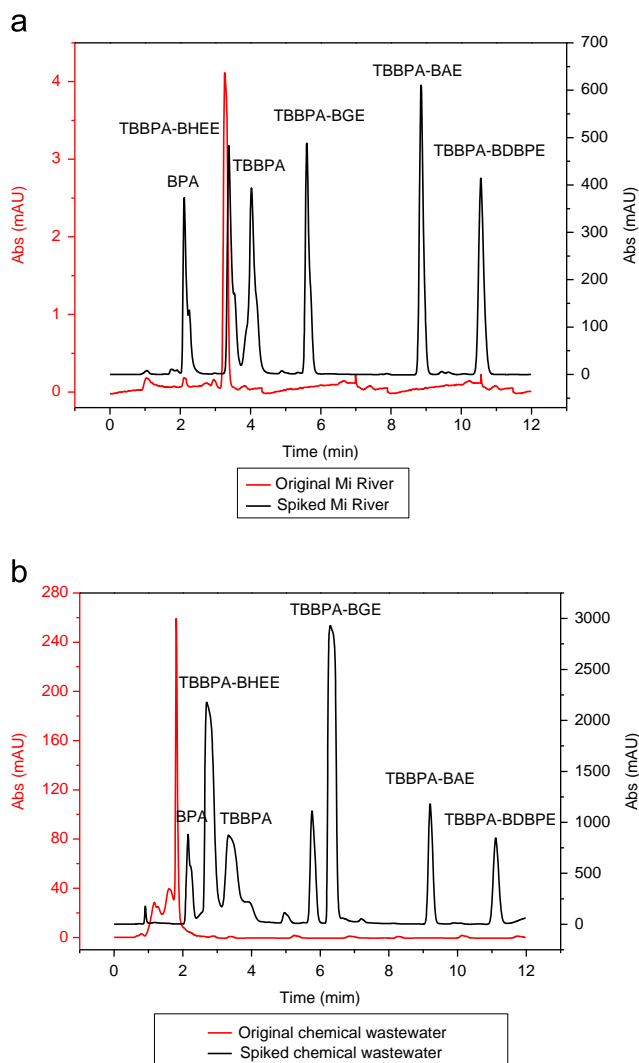 a
700
TBBPA-BAE
4
600
TBBPA-BGE
TBBPA-BHEE
500
TBBPA
TBBPA-BDBPE
3
BPA
400
Abs (mAU)
Abs (mAU)
2
300
200
1
100
0
0
0 2 4 6 8 10 12
Time (min)
Original Mi River
Spiked Mi River
b
280
TBBPA-BGE
3000
240
TBBPA-BHEE
2500
200
2000
160
Abs (mAU)
Abs (mAU)
TBBPA-BAE
1500
120
BPA
TBBPA
TBBPA-BDBPE
1000
80
500
40
0
0
0 2 4 6 8 10 12
Time (mim)
Original chemical wastewater
Spiked chemical wastewater